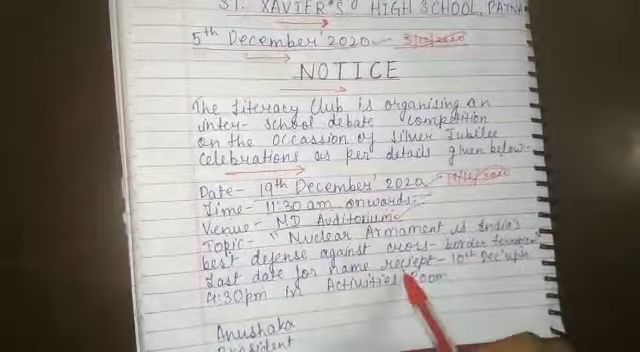 ST. XAVIER'S HIGH SCHOOL, PATNA
5th December' 2020
NOTICE
The Literacy Club is organising an
inter-school debate competition
on the occassion of Silver Jubilee
Celebrations as per details given below-
Date- 19th December' 2020
Time- 11:30 am onwards.
Venue- MD Auditorium
Topic- "Nuclear Armament is India's
best defense against cross-border terrorism
Last date for name reciept- 10th Dec' upto
4:30pm in Activities Room
Anushaka
President